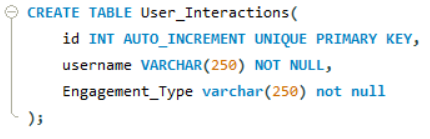 CREATE TABLE User_Interactions(
id INT AUTO_INCREMENT UNIQUE PRIMARY KEY,
username VARCHAR(250) NOT NULL,
Engagement_Type varchar(250) not null
);